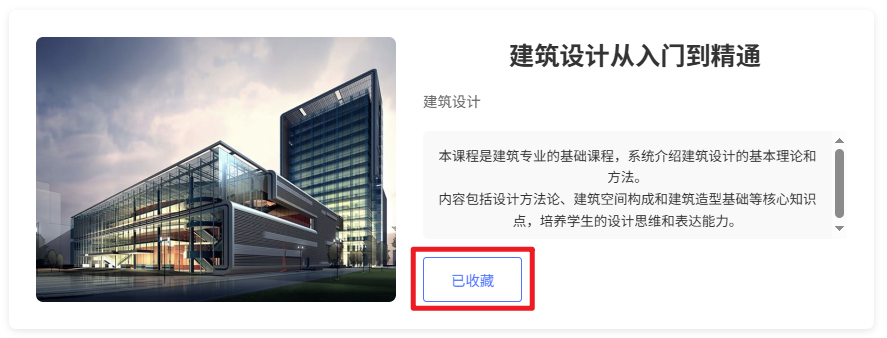 建筑设计从入门到精通
建筑设计
本课程是建筑专业的基础课程，系统介绍建筑设计的基本理论和
方法。
内容包括设计方法论、建筑空间构成和建筑造型基础等核心知识
点，培养学生的设计思维和表达能力。
已收藏